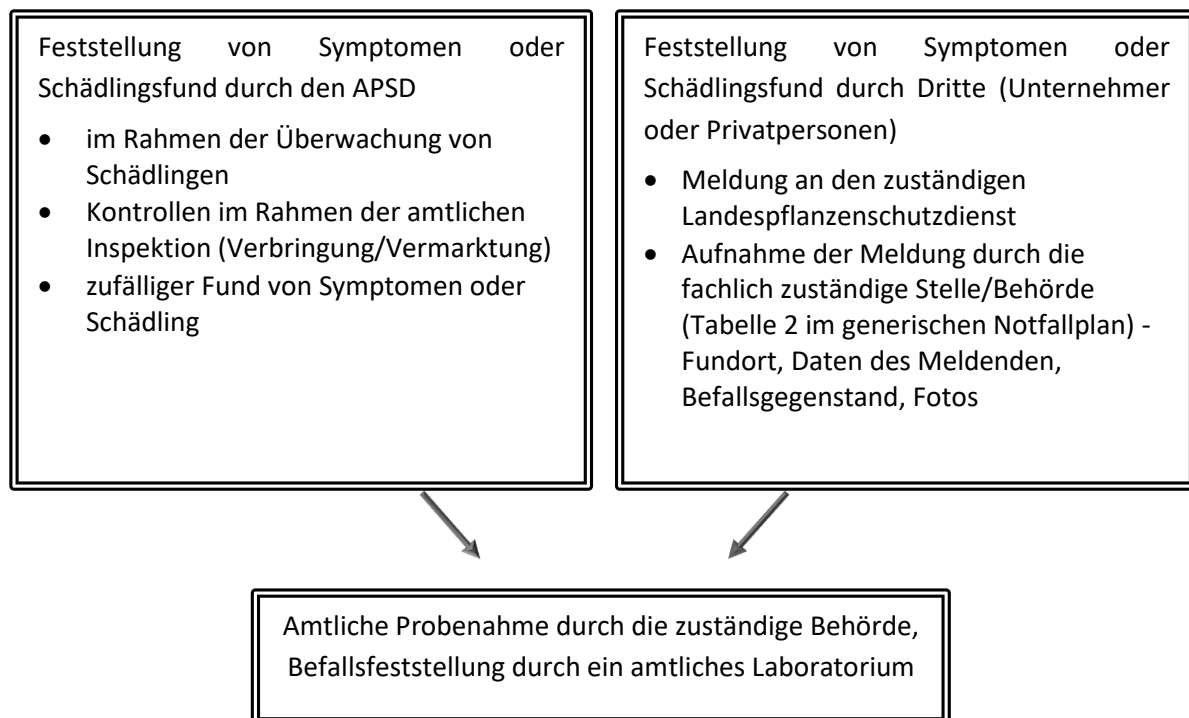 Feststellung von Symptomen oder
Schädlingsfund durch den APSD
• im Rahmen der Überwachung von
Schädlingen
• Kontrollen im Rahmen der amtlichen
Inspektion (Verbringung/Vermarktung)
• zufälliger Fund von Symptomen oder
Schädling
Feststellung von Symptomen oder
Schädlingsfund durch Dritte (Unternehmer
oder Privatpersonen)
• Meldung an den zuständigen
Landespflanzenschutzdienst
• Aufnahme der Meldung durch die
fachlich zuständige Stelle/Behörde
(Tabelle 2 im generischen Notfallplan) -
Fundort, Daten des Meldenden,
Befallsgegenstand, Fotos
Amtliche Probenahme durch die zuständige Behörde,
Befallsfeststellung durch ein amtliches Laboratorium